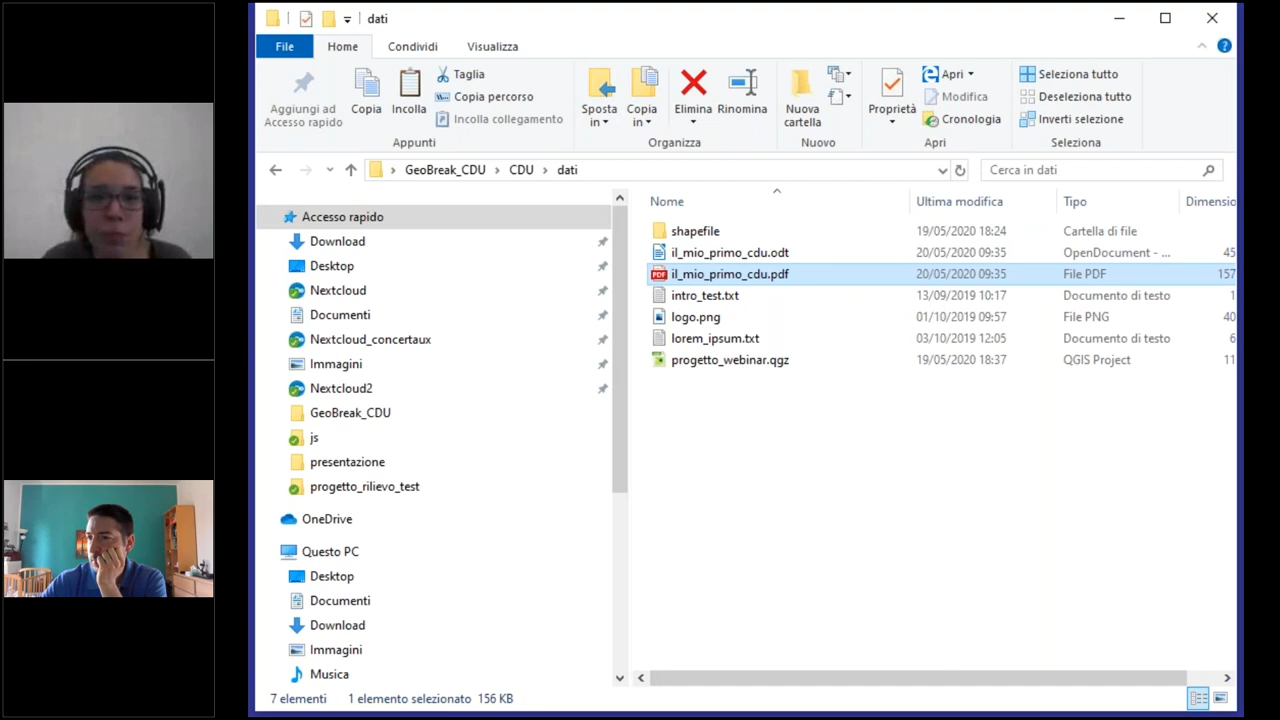 dati
File Home Condividi Visualizza
Aggiungi ad Accesso rapido
Copia
Incolla
Taglia
Copia percorso
Incolla collegamento
Appunti
Sposta in
Copia in
Elimina
Rinomina
Organizza
Nuova cartella
Nuovo
Proprietà
Apri
Modifica
Cronologia
Apri
Seleziona tutto
Deseleziona tutto
Inverti selezione
Seleziona
GeoBreak_CDU > CDU > dati
Cerca in dati
Accesso rapido
Download
Desktop
Nextcloud
Documenti
Nextcloud_concertaux
Immagini
Nextcloud2
GeoBreak_CDU
js
presentazione
progetto_rilievo_test
OneDrive
Questo PC
Desktop
Documenti
Download
Immagini
Musica
Nome Ultima modifica Tipo Dimensio
shapefile 19/05/2020 18:24 Cartella di file
il_mio_primo_cdu.odt 20/05/2020 09:35 OpenDocument - ... 45
PDF il_mio_primo_cdu.pdf 20/05/2020 09:35 File PDF 157
intro_test.txt 13/09/2019 10:17 Documento di testo 1
logo.png 01/10/2019 09:57 File PNG 40
lorem_ipsum.txt 03/10/2019 12:05 Documento di testo 6
progetto_webinar.qgz 19/05/2020 18:37 QGIS Project 11
7 elementi 1 elemento selezionato 156 KB